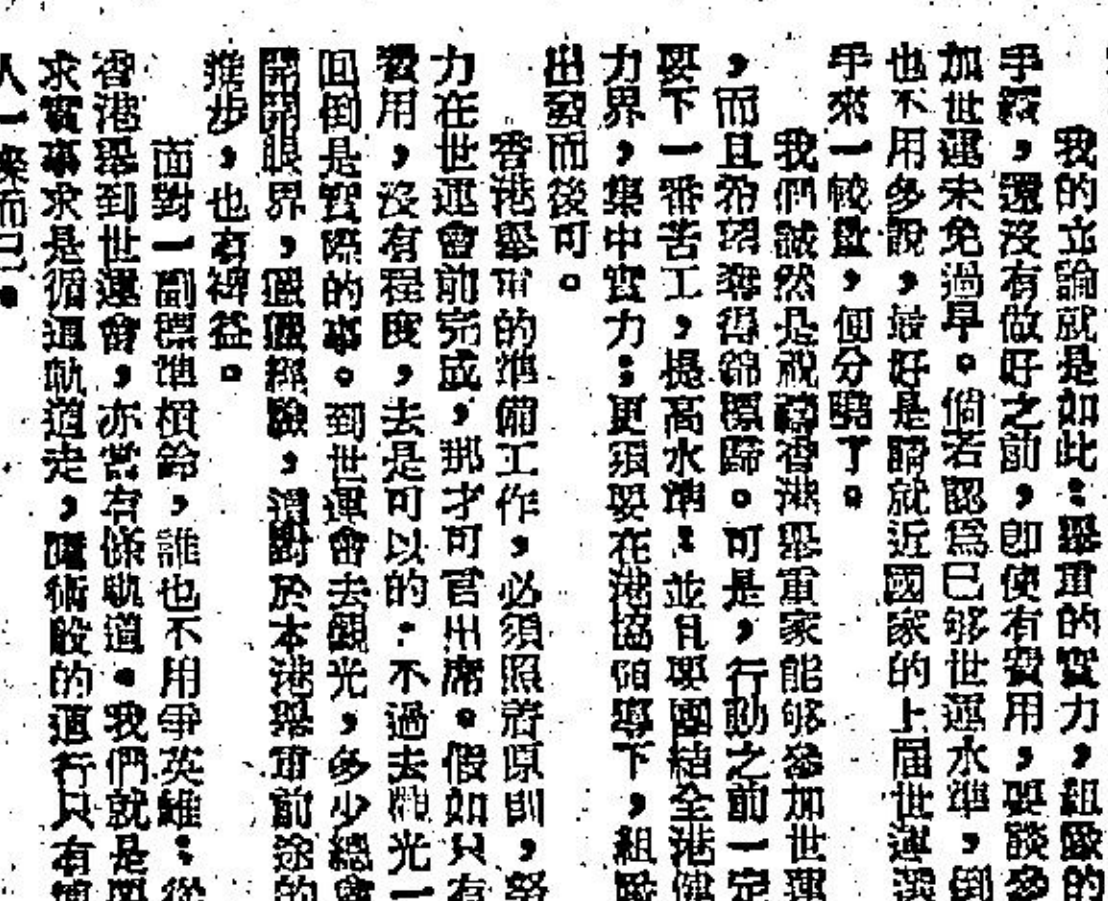 我的立論就是如此：舉重的實力，組隊的
手續，還沒有做好之前，卽使有費用，要談參
加世運未免過早。倘若認爲已够世運水準，倒
也不用多說，最好是請就近國家的上屆世運選
手來一較量，便分曉了。
我們誠然是祝禱香港舉重家能够參加世運
，而且希望奪得錦標歸。可是，行動之前一定
要下一番苦工，提高水準；並且要團結全港健
力界，集中實力；更須要在港協領導下，組隊
出發而後可。
香港舉重的準備工作，必須照着原則，努
力在世運會前完成，那才可言出席。假如只有
費用，沒有程度，去是可以的；不過去觀光一
但倒是實際的事。到世運會去觀光，多少總會
開開眼界，獵獵經驗，還對於本港舉重前途的
進步，也有裨益。
面對一副標準槓鈴，誰也不用爭英雄；從
香港舉到世運會，亦當有條軌道。我們就是要
求實事求是循這軌道走，魔術般的進行只有博
人一粲而已。